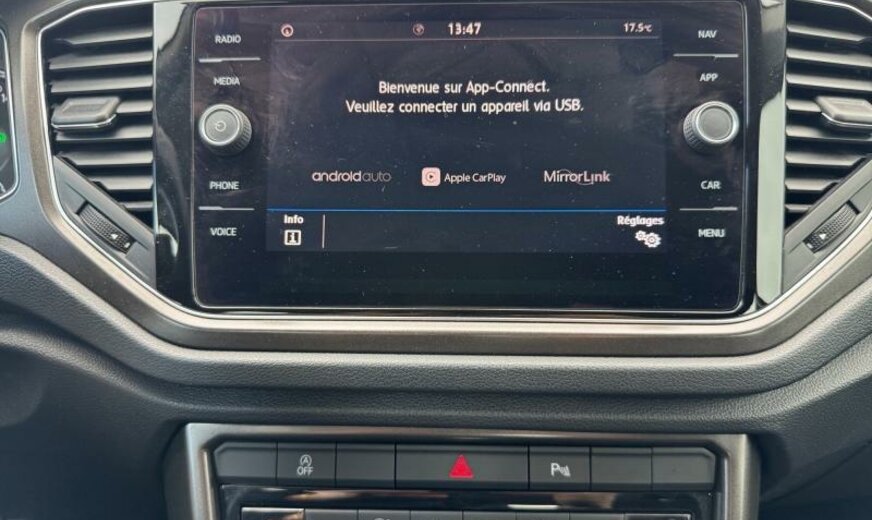 RADIO
MEDIA
PHONE
VOICE
13:47
17.5°C
Bienvenue sur App-Connect.
Veuillez connecter un appareil via USB.
androidauto
Apple CarPlay
MirrorLink
Info
Réglages
NAV
APP
CAR
MENU
A
OFF
P